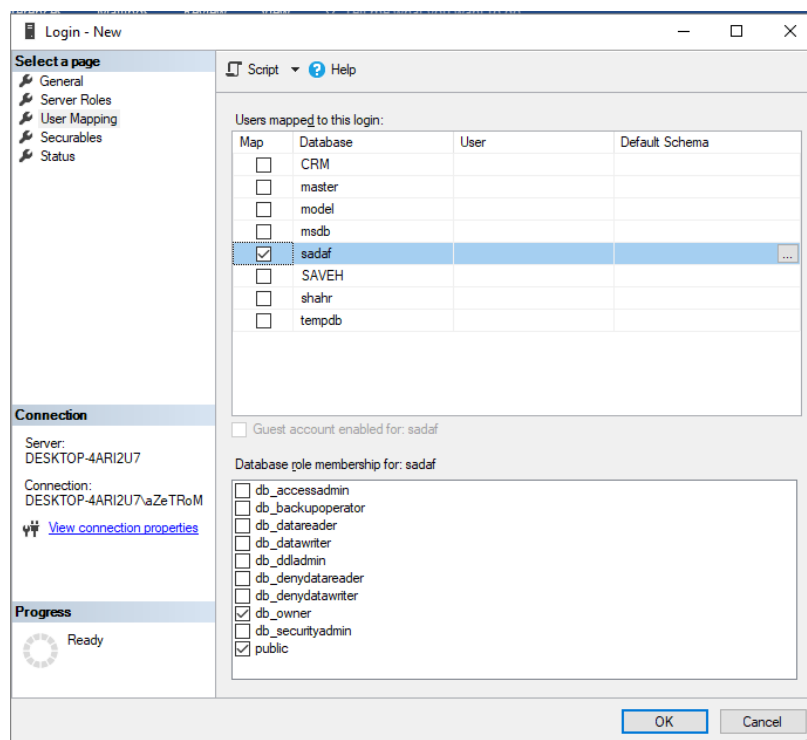 Login - New
Select a page
General
Server Roles
User Mapping
Securables
Status
Script
Help
Users mapped to this login:
Map Database User Default Schema
CRM
master
model
msdb
sadaf ...
SAVEH
shahr
tempdb
Guest account enabled for: sadaf
Database role membership for: sadaf
db_accessadmin
db_backupoperator
db_datareader
db_datawriter
db_ddladmin
db_denydatareader
db_denydatawriter
db_owner
db_securityadmin
public
Connection
Server:
DESKTOP-4ARI2U7
Connection:
DESKTOP-4ARI2U7\aZeTRoM
View connection properties
Progress
Ready
OK Cancel